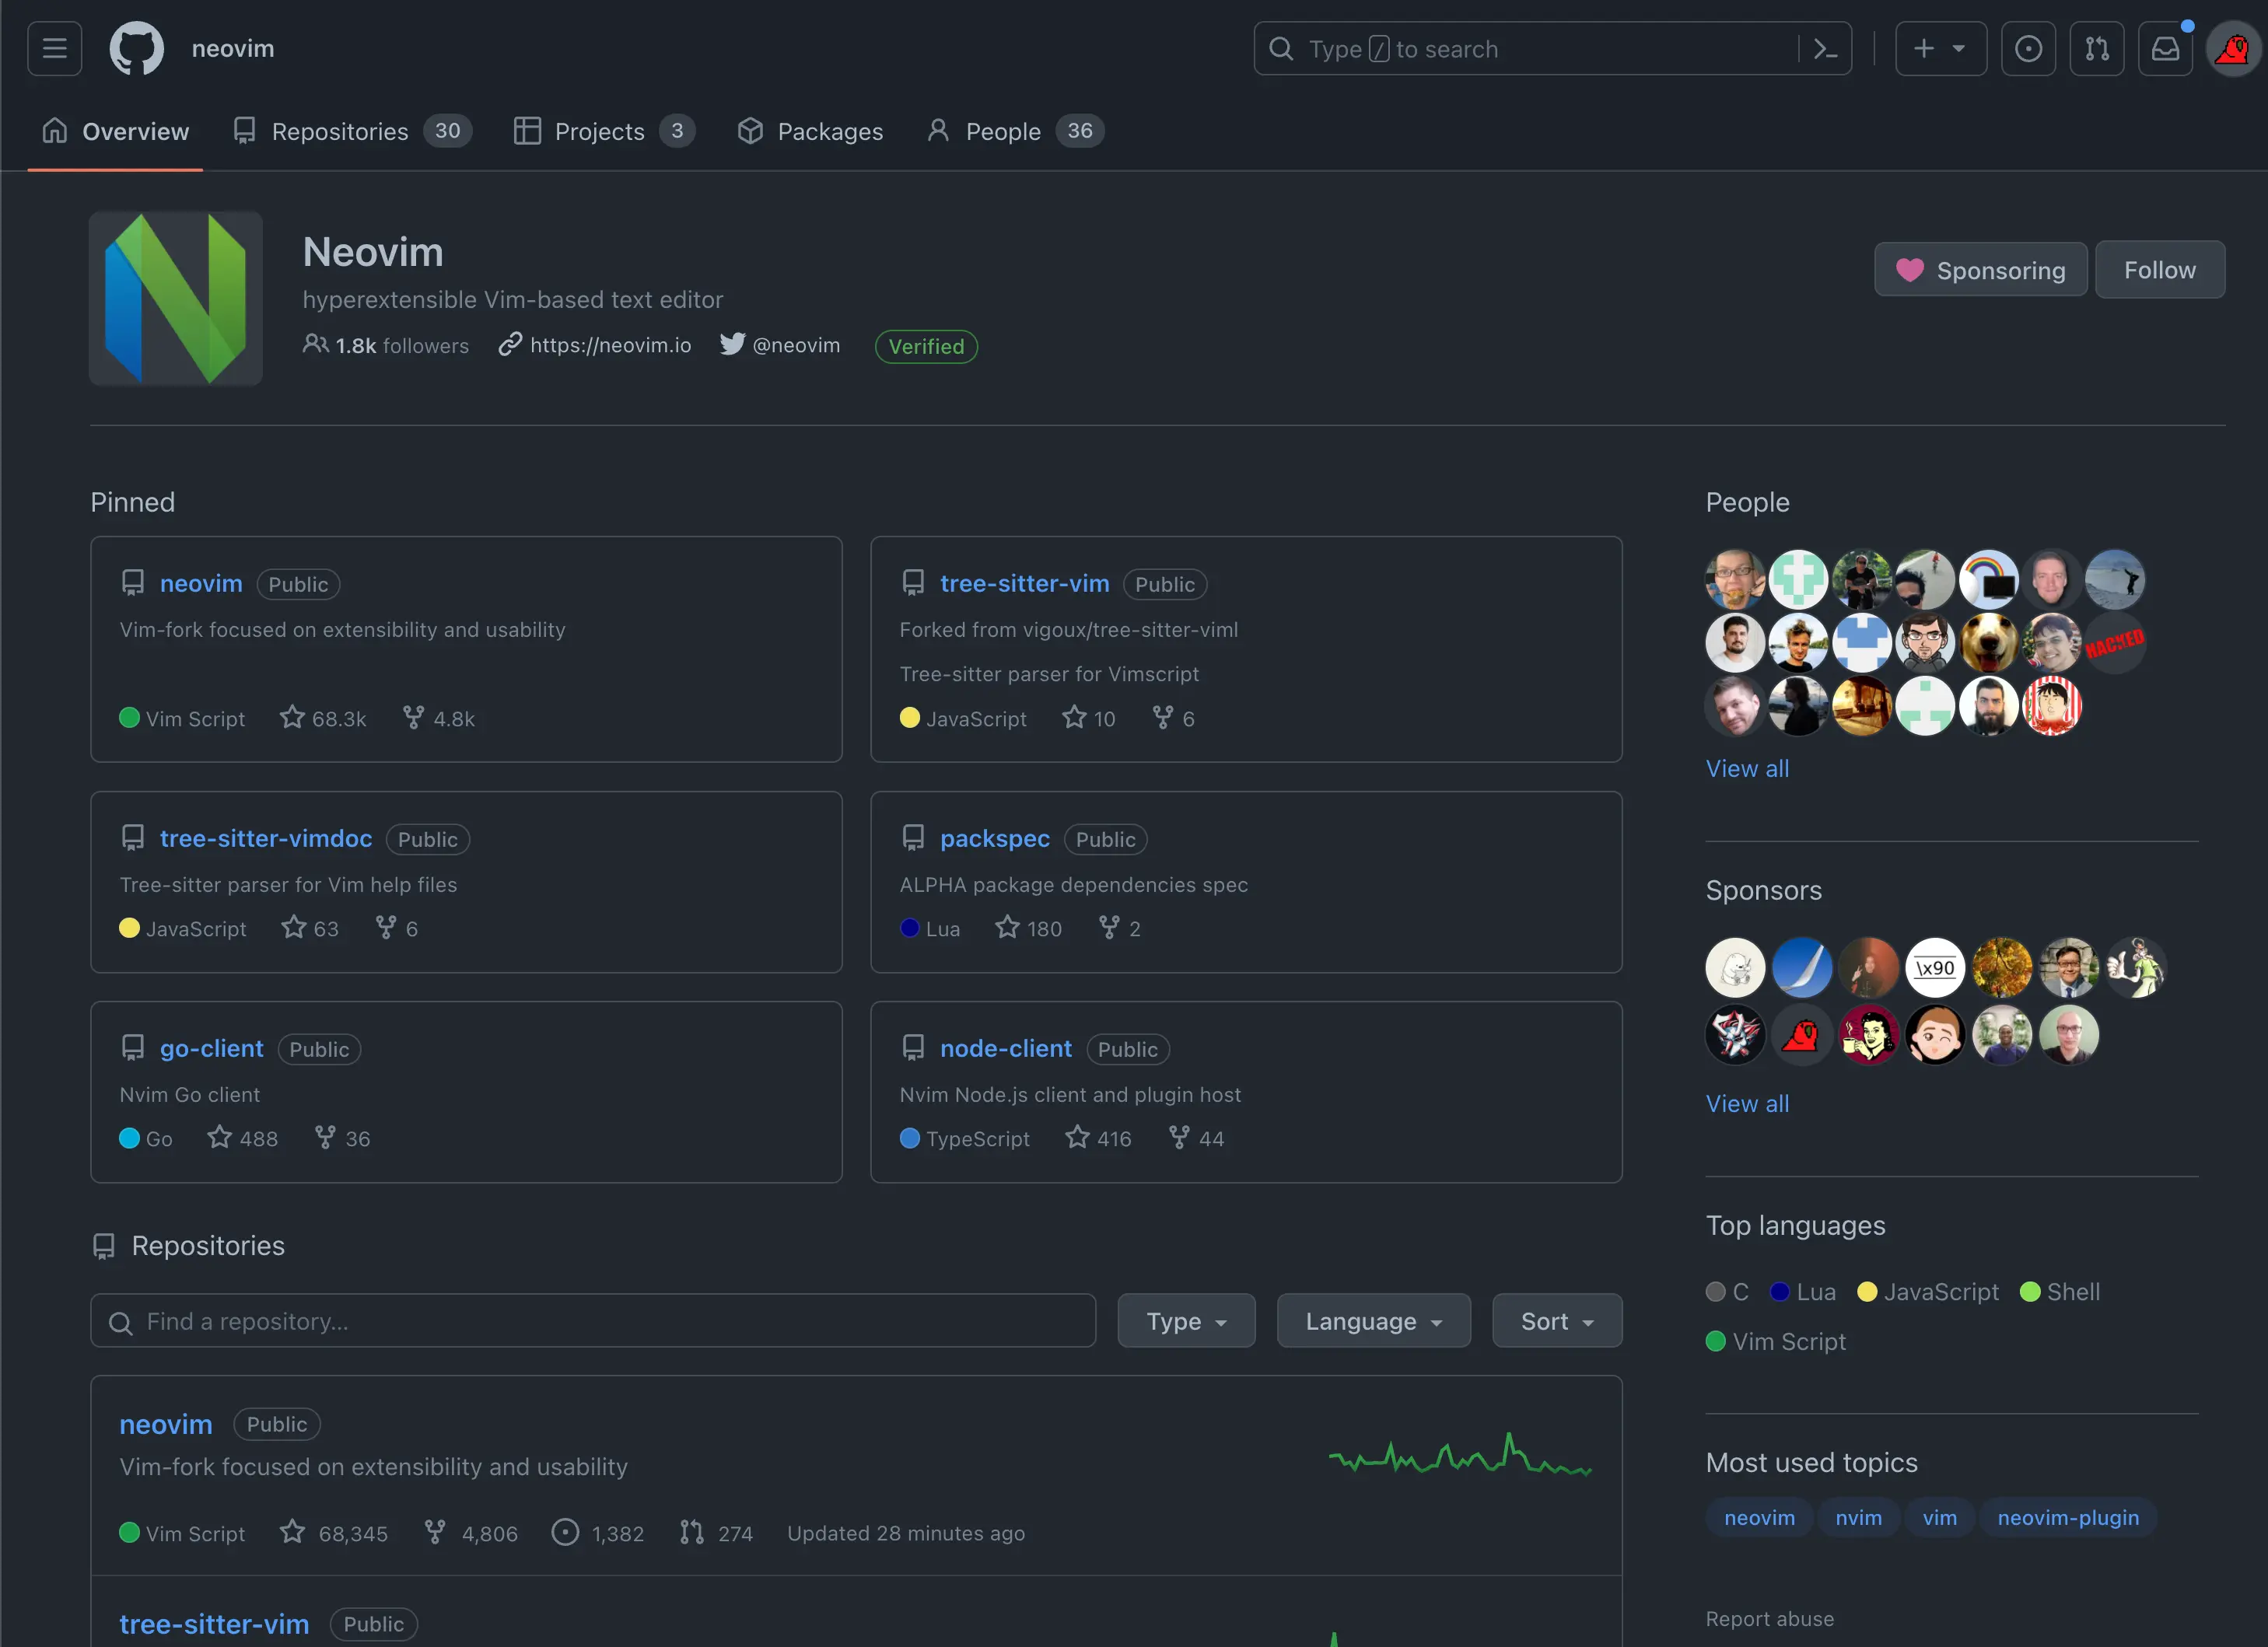 neovim
Type / to search
Overview
Repositories 30
Projects 3
Packages
People 36
Neovim
hyperextensible Vim-based text editor
1.8k followers https://neovim.io @neovim Verified
Sponsoring
Follow
Pinned
neovim Public
Vim-fork focused on extensibility and usability
Vim Script 68.3k 4.8k
tree-sitter-vim Public
Forked from vigoux/tree-sitter-viml
Tree-sitter parser for Vimscript
JavaScript 10 6
tree-sitter-vimdoc Public
Tree-sitter parser for Vim help files
JavaScript 63 6
packspec Public
ALPHA package dependencies spec
Lua 180 2
go-client Public
Nvim Go client
Go 488 36
node-client Public
Nvim Node.js client and plugin host
TypeScript 416 44
Repositories
Find a repository...
Type
Language
Sort
neovim Public
Vim-fork focused on extensibility and usability
Vim Script 68,345 4,806 1,382 274 Updated 28 minutes ago
tree-sitter-vim Public
People
HACKED
View all
Sponsors
\x90
View all
Top languages
C Lua JavaScript Shell
Vim Script
Most used topics
neovim nvim vim neovim-plugin
Report abuse